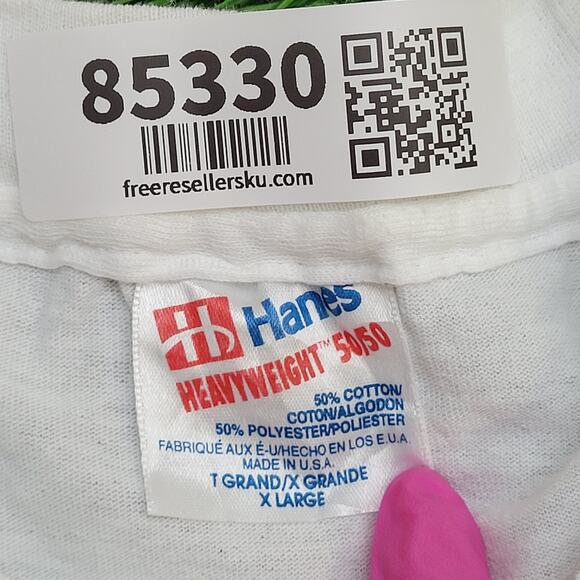 85330
freeresellersku.com
Hanes
HEAVYWEIGHT™ 50/50
50% COTTON/
COTON/ALGODON
50% POLYESTER/POLIESTER
FABRIQUÉ AUX É-U/HECHO EN LOS E.U.A.
MADE IN U.S.A.
T GRAND/X GRANDE
X LARGE